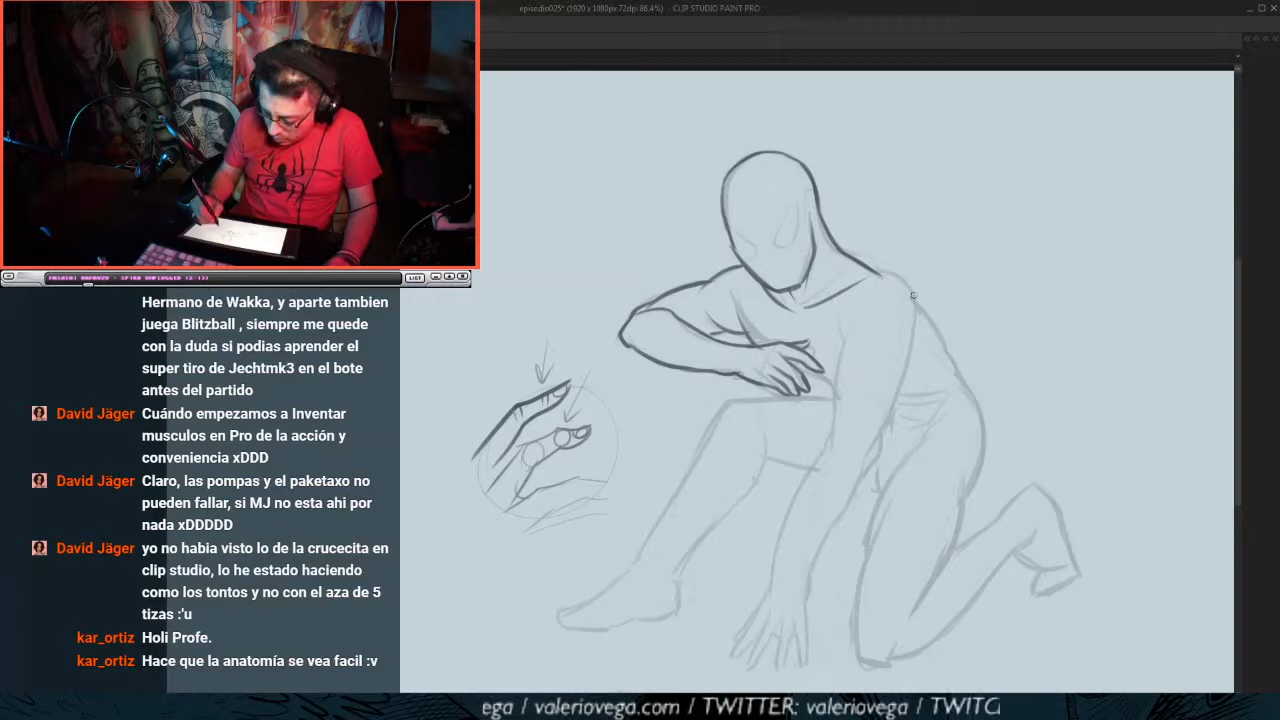 episodio025* (1920 x 1080px 72dpi 86.4%) - CLIP STUDIO PAINT PRO
LIST
Hermano de Wakka, y aparte tambien
juega Blitzball , siempre me quede
con la duda si podias aprender el
super tiro de Jechtmk3 en el bote
antes del partido
David Jäger Cuándo empezamos a Inventar
musculos en Pro de la acción y
conveniencia xDDD
David Jäger Claro, las pompas y el paketaxo no
pueden fallar, si MJ no esta ahi por
nada xDDDDD
David Jäger yo no habia visto lo de la crucecita en
clip studio, lo he estado haciendo
como los tontos y no con el aza de 5
tizas :'u
kar_ortiz Holi Profe.
kar_ortiz Hace que la anatomía se vea facil :v
ega / valeriovega.com / TWITTER: valeriovega / TWITC